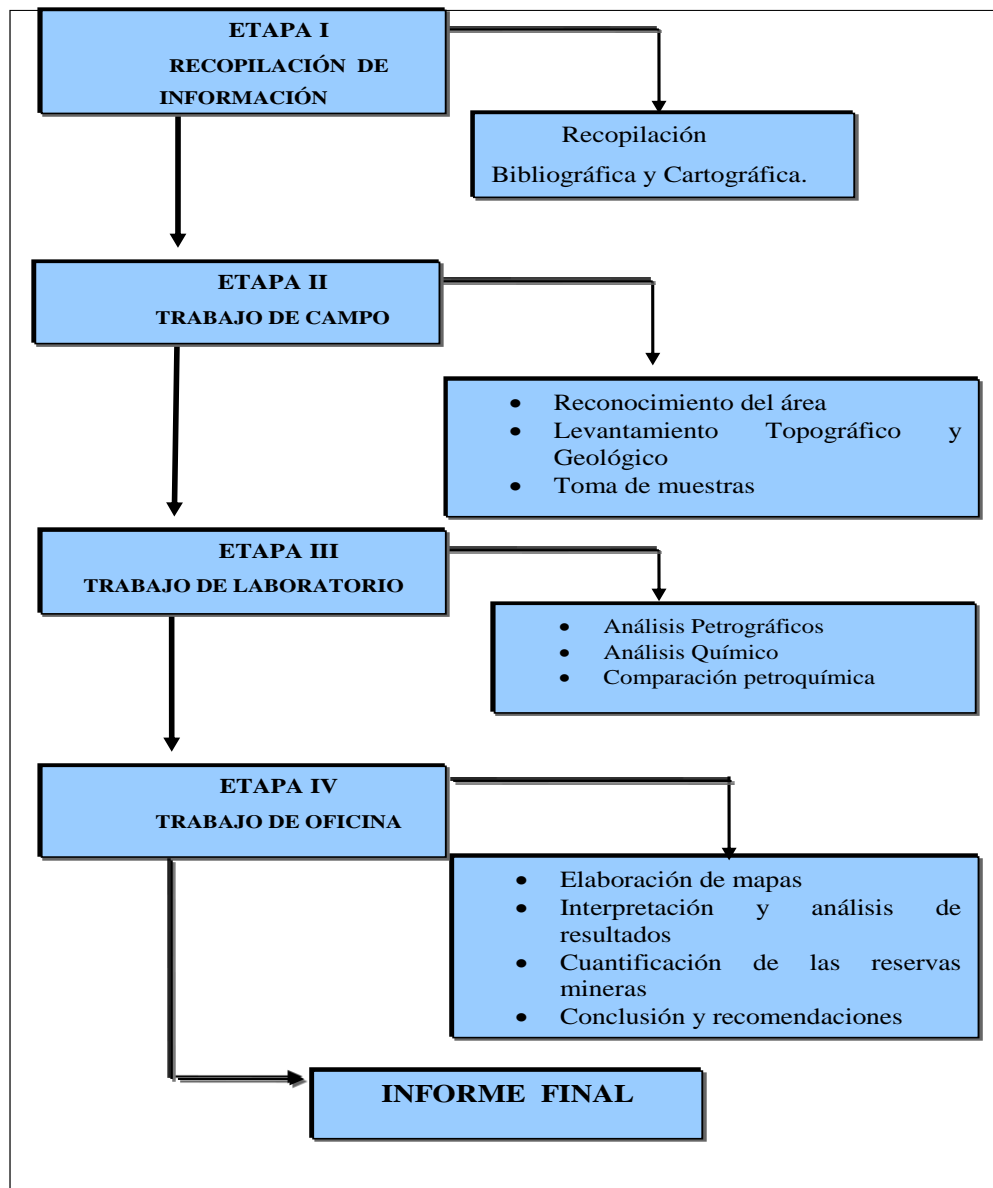 ETAPA I
RECOPILACIÓN DE
INFORMACIÓN
Recopilación
Bibliográfica y Cartográfica.
ETAPA II
TRABAJO DE CAMPO
• Reconocimiento del área
• Levantamiento Topográfico y
Geológico
• Toma de muestras
ETAPA III
TRABAJO DE LABORATORIO
• Análisis Petrográficos
• Análisis Químico
• Comparación petroquímica
ETAPA IV
TRABAJO DE OFICINA
• Elaboración de mapas
• Interpretación y análisis de
resultados
• Cuantificación de las reservas
mineras
• Conclusión y recomendaciones
INFORME FINAL